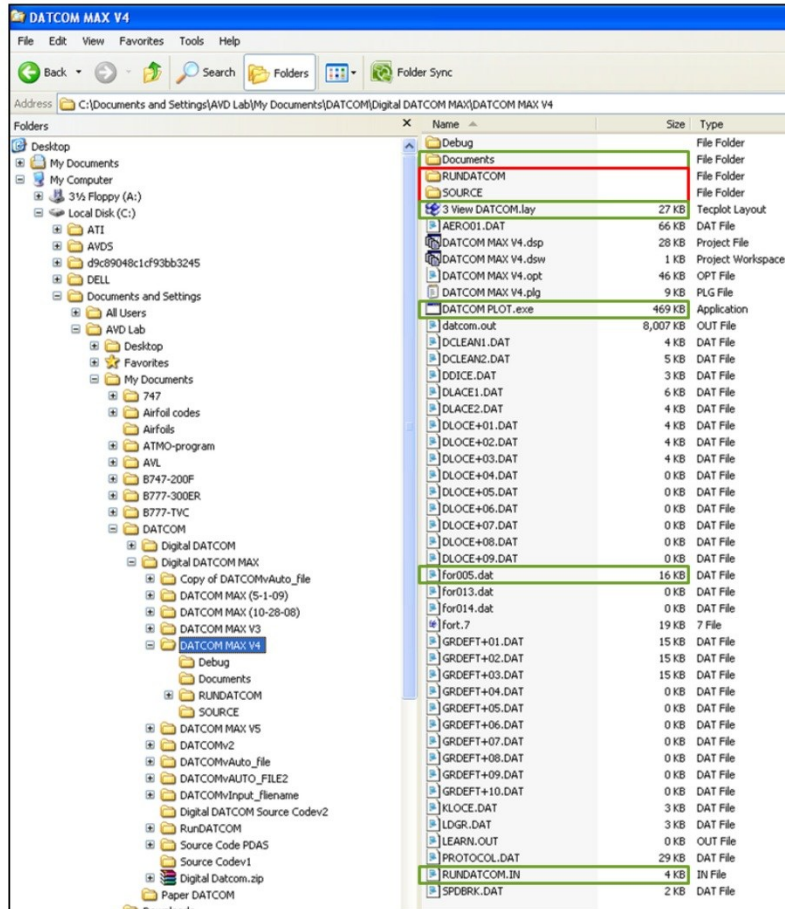 DATCOM MAX V4
File Edit View Favorites Tools Help
Back Search Folders Folder Sync
Address C:\Documents and Settings\AVD Lab\My Documents\DATCOM\Digital DATCOM MAX\DATCOM MAX V4
Folders
Desktop
My Documents
My Computer
3½ Floppy (A:)
Local Disk (C:)
ATI
AVDS
d9c89048c1cf93bb3245
DELL
Documents and Settings
All Users
AVD Lab
Desktop
Favorites
My Documents
747
Airfoil codes
Airfoils
ATMO-program
AVL
B747-200F
B777-300ER
B777-TVC
DATCOM
Digital DATCOM
Digital DATCOM MAX
Copy of DATCOMvAuto_file
DATCOM MAX (5-1-09)
DATCOM MAX (10-28-08)
DATCOM MAX V3
DATCOM MAX V4
Debug
Documents
RUNDATCOM
SOURCE
DATCOM MAX V5
DATCOMv2
DATCOMvAuto_file
DATCOMvAUTO_FILE2
DATCOMvInput_flename
Digital DATCOM Source Codev2
RunDATCOM
Source Code PDAS
Source Codev1
Digital Datcom.zip
Paper DATCOM
Name Size Type
Debug File Folder
Documents File Folder
RUNDATCOM File Folder
SOURCE File Folder
3 View DATCOM.lay 27 KB Tecplot Layout
AERO01.DAT 66 KB DAT File
DATCOM MAX V4.dsp 28 KB Project File
DATCOM MAX V4.dsw 1 KB Project Workspace
DATCOM MAX V4.opt 46 KB OPT File
DATCOM MAX V4.plg 9 KB PLG File
DATCOM PLOT.exe 469 KB Application
datcom.out 8,007 KB OUT File
DCLEAN1.DAT 4 KB DAT File
DCLEAN2.DAT 5 KB DAT File
DDICE.DAT 3 KB DAT File
DLACE1.DAT 6 KB DAT File
DLACE2.DAT 4 KB DAT File
DLOCE+01.DAT 4 KB DAT File
DLOCE+02.DAT 4 KB DAT File
DLOCE+03.DAT 4 KB DAT File
DLOCE+04.DAT 0 KB DAT File
DLOCE+05.DAT 0 KB DAT File
DLOCE+06.DAT 0 KB DAT File
DLOCE+07.DAT 0 KB DAT File
DLOCE+08.DAT 0 KB DAT File
DLOCE+09.DAT 0 KB DAT File
for005.dat 16 KB DAT File
for013.dat 0 KB DAT File
for014.dat 0 KB DAT File
fort.7 19 KB 7 File
GRDEFT+01.DAT 15 KB DAT File
GRDEFT+02.DAT 15 KB DAT File
GRDEFT+03.DAT 15 KB DAT File
GRDEFT+04.DAT 0 KB DAT File
GRDEFT+05.DAT 0 KB DAT File
GRDEFT+06.DAT 0 KB DAT File
GRDEFT+07.DAT 0 KB DAT File
GRDEFT+08.DAT 0 KB DAT File
GRDEFT+09.DAT 0 KB DAT File
GRDEFT+10.DAT 0 KB DAT File
KLOCE.DAT 3 KB DAT File
LDGR.DAT 3 KB DAT File
LEARN.OUT 0 KB OUT File
PROTOCOL.DAT 29 KB DAT File
RUNDATCOM.IN 4 KB IN File
SPDBRK.DAT 2 KB DAT File